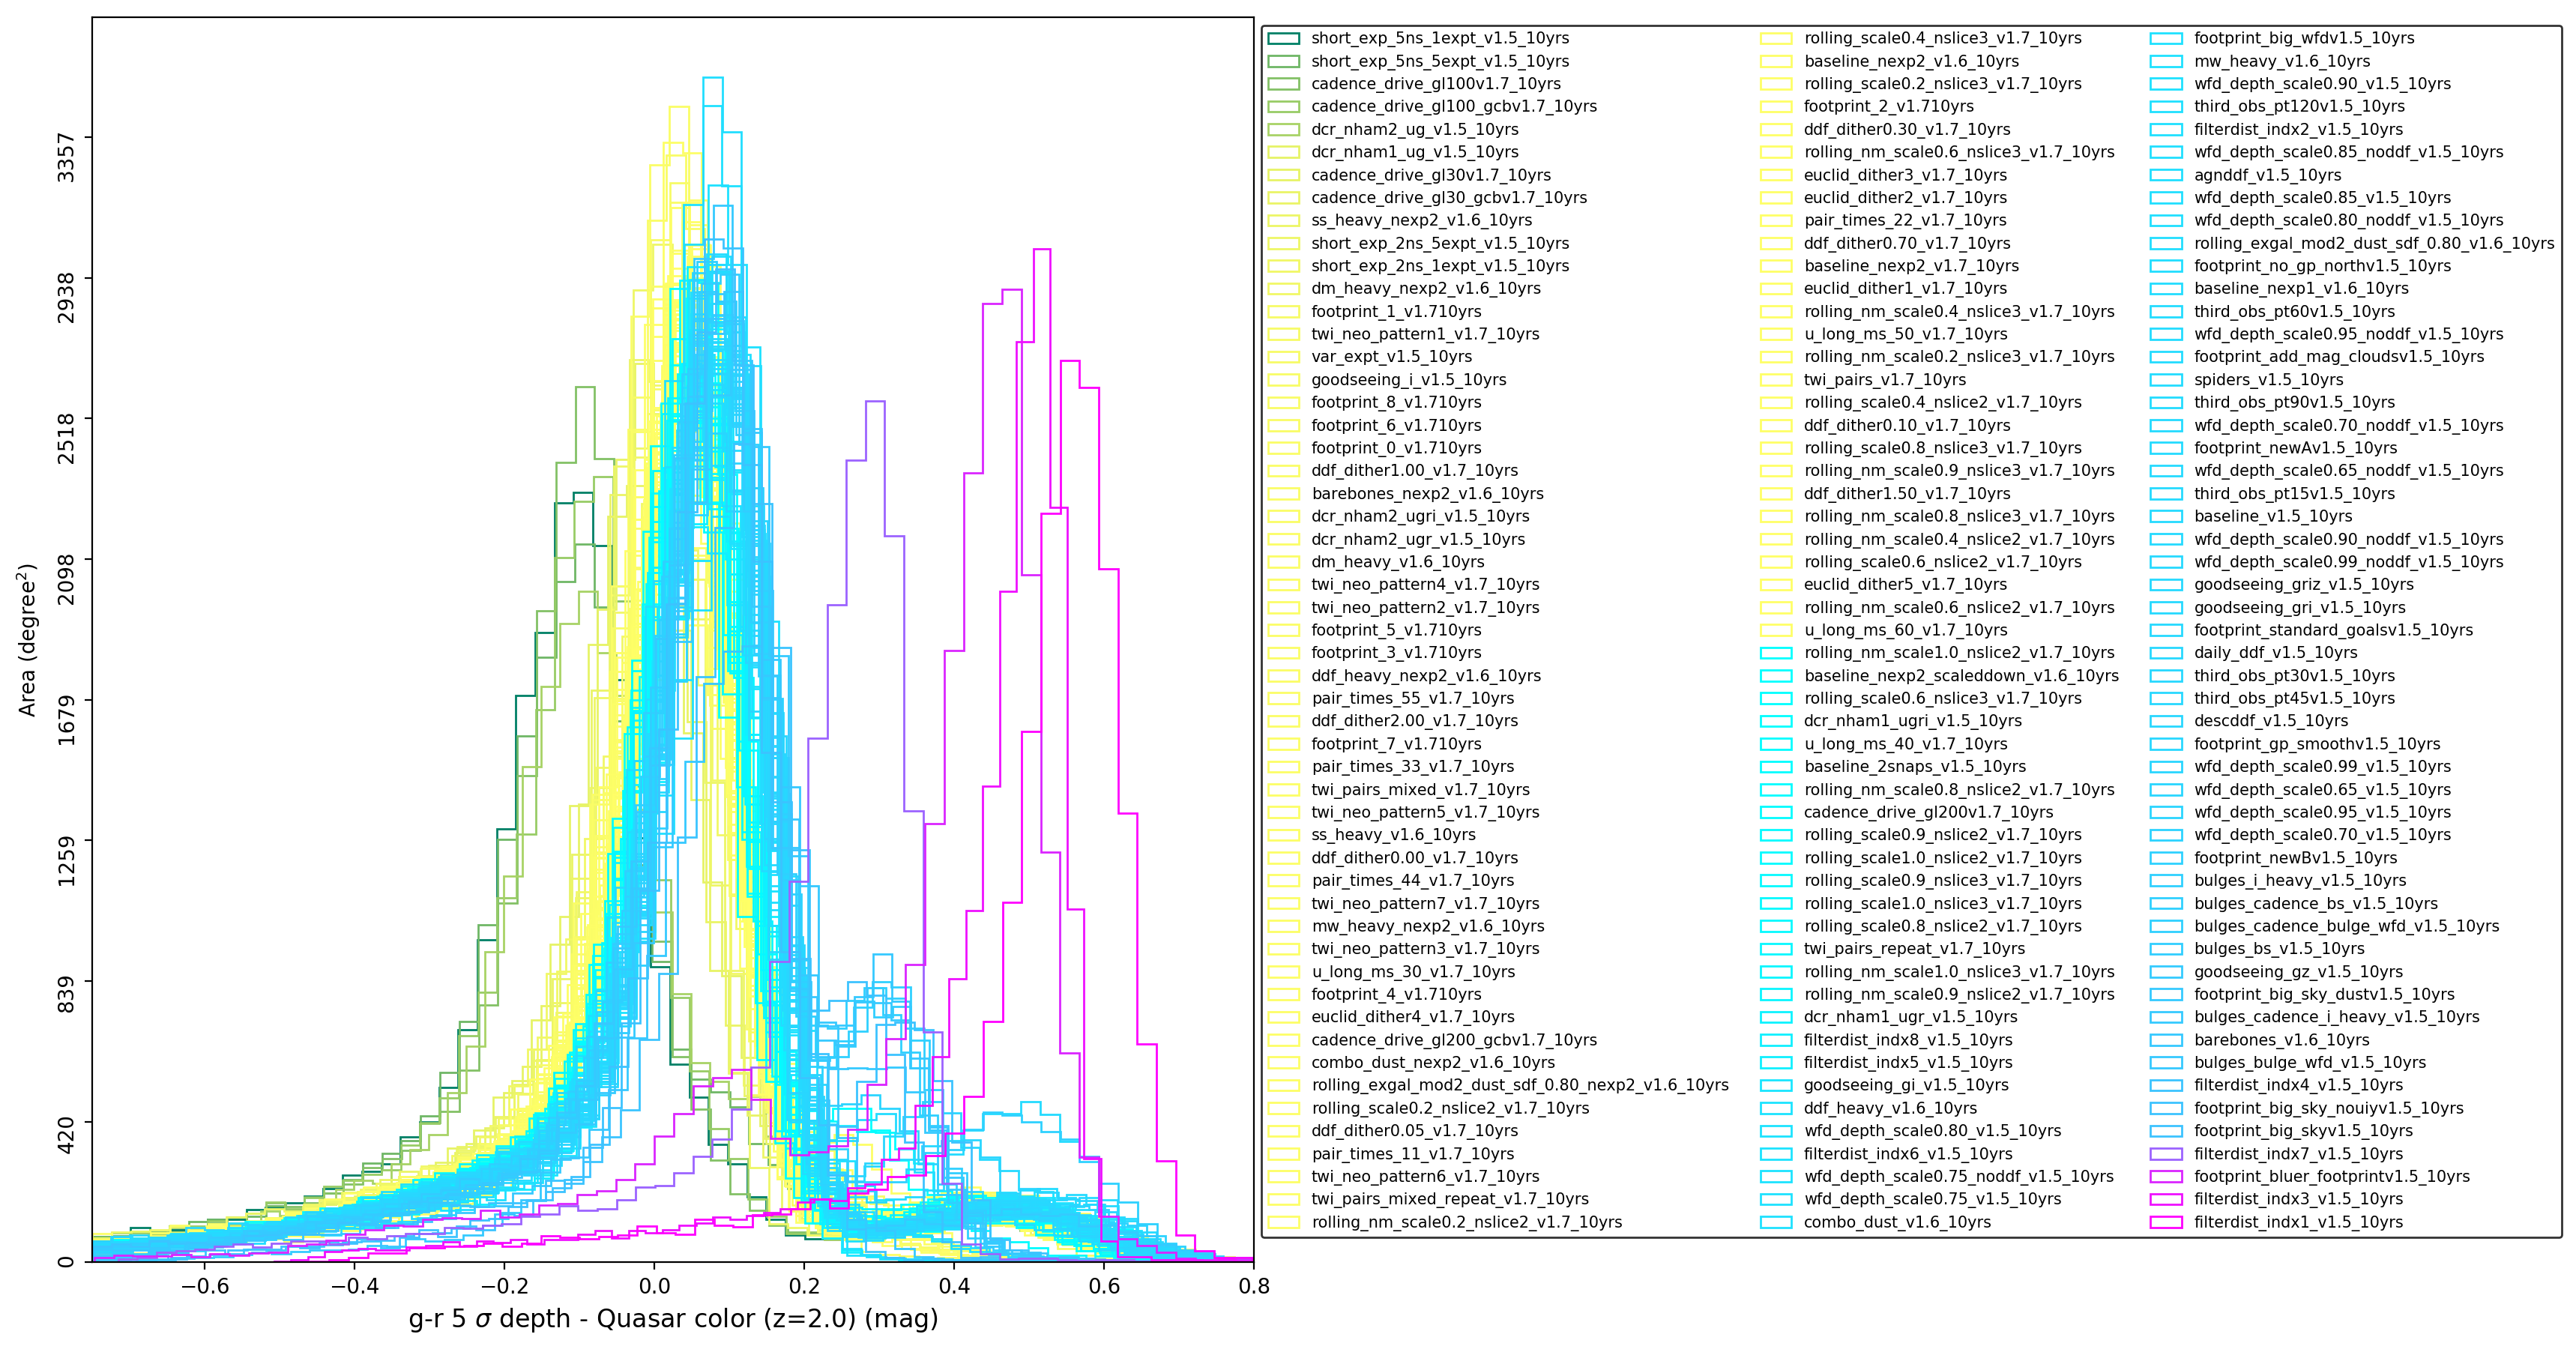 3357
2938
2518
2098
1679
1259
839
420
0
Area (degree²)
−0.6
−0.4
−0.2
0.0
0.2
0.4
0.6
0.8
g-r 5 σ depth - Quasar color (z=2.0) (mag)
short_exp_5ns_1expt_v1.5_10yrs
short_exp_5ns_5expt_v1.5_10yrs
cadence_drive_gl100v1.7_10yrs
cadence_drive_gl100_gcbv1.7_10yrs
dcr_nham2_ug_v1.5_10yrs
dcr_nham1_ug_v1.5_10yrs
cadence_drive_gl30v1.7_10yrs
cadence_drive_gl30_gcbv1.7_10yrs
ss_heavy_nexp2_v1.6_10yrs
short_exp_2ns_5expt_v1.5_10yrs
short_exp_2ns_1expt_v1.5_10yrs
dm_heavy_nexp2_v1.6_10yrs
footprint_1_v1.710yrs
twi_neo_pattern1_v1.7_10yrs
var_expt_v1.5_10yrs
goodseeing_i_v1.5_10yrs
footprint_8_v1.710yrs
footprint_6_v1.710yrs
footprint_0_v1.710yrs
ddf_dither1.00_v1.7_10yrs
barebones_nexp2_v1.6_10yrs
dcr_nham2_ugri_v1.5_10yrs
dcr_nham2_ugr_v1.5_10yrs
dm_heavy_v1.6_10yrs
twi_neo_pattern4_v1.7_10yrs
twi_neo_pattern2_v1.7_10yrs
footprint_5_v1.710yrs
footprint_3_v1.710yrs
ddf_heavy_nexp2_v1.6_10yrs
pair_times_55_v1.7_10yrs
ddf_dither2.00_v1.7_10yrs
footprint_7_v1.710yrs
pair_times_33_v1.7_10yrs
twi_pairs_mixed_v1.7_10yrs
twi_neo_pattern5_v1.7_10yrs
ss_heavy_v1.6_10yrs
ddf_dither0.00_v1.7_10yrs
pair_times_44_v1.7_10yrs
twi_neo_pattern7_v1.7_10yrs
mw_heavy_nexp2_v1.6_10yrs
twi_neo_pattern3_v1.7_10yrs
u_long_ms_30_v1.7_10yrs
footprint_4_v1.710yrs
euclid_dither4_v1.7_10yrs
cadence_drive_gl200_gcbv1.7_10yrs
combo_dust_nexp2_v1.6_10yrs
rolling_exgal_mod2_dust_sdf_0.80_nexp2_v1.6_10yrs
rolling_scale0.2_nslice2_v1.7_10yrs
ddf_dither0.05_v1.7_10yrs
pair_times_11_v1.7_10yrs
twi_neo_pattern6_v1.7_10yrs
twi_pairs_mixed_repeat_v1.7_10yrs
rolling_nm_scale0.2_nslice2_v1.7_10yrs
rolling_scale0.4_nslice3_v1.7_10yrs
baseline_nexp2_v1.6_10yrs
rolling_scale0.2_nslice3_v1.7_10yrs
footprint_2_v1.710yrs
ddf_dither0.30_v1.7_10yrs
rolling_nm_scale0.6_nslice3_v1.7_10yrs
euclid_dither3_v1.7_10yrs
euclid_dither2_v1.7_10yrs
pair_times_22_v1.7_10yrs
ddf_dither0.70_v1.7_10yrs
baseline_nexp2_v1.7_10yrs
euclid_dither1_v1.7_10yrs
rolling_nm_scale0.4_nslice3_v1.7_10yrs
u_long_ms_50_v1.7_10yrs
rolling_nm_scale0.2_nslice3_v1.7_10yrs
twi_pairs_v1.7_10yrs
rolling_scale0.4_nslice2_v1.7_10yrs
ddf_dither0.10_v1.7_10yrs
rolling_scale0.8_nslice3_v1.7_10yrs
rolling_nm_scale0.9_nslice3_v1.7_10yrs
ddf_dither1.50_v1.7_10yrs
rolling_nm_scale0.8_nslice3_v1.7_10yrs
rolling_nm_scale0.4_nslice2_v1.7_10yrs
rolling_scale0.6_nslice2_v1.7_10yrs
euclid_dither5_v1.7_10yrs
rolling_nm_scale0.6_nslice2_v1.7_10yrs
u_long_ms_60_v1.7_10yrs
rolling_nm_scale1.0_nslice2_v1.7_10yrs
baseline_nexp2_scaleddown_v1.6_10yrs
rolling_scale0.6_nslice3_v1.7_10yrs
dcr_nham1_ugri_v1.5_10yrs
u_long_ms_40_v1.7_10yrs
baseline_2snaps_v1.5_10yrs
rolling_nm_scale0.8_nslice2_v1.7_10yrs
cadence_drive_gl200v1.7_10yrs
rolling_scale0.9_nslice2_v1.7_10yrs
rolling_scale1.0_nslice2_v1.7_10yrs
rolling_scale0.9_nslice3_v1.7_10yrs
rolling_scale1.0_nslice3_v1.7_10yrs
rolling_scale0.8_nslice2_v1.7_10yrs
twi_pairs_repeat_v1.7_10yrs
rolling_nm_scale1.0_nslice3_v1.7_10yrs
rolling_nm_scale0.9_nslice2_v1.7_10yrs
dcr_nham1_ugr_v1.5_10yrs
filterdist_indx8_v1.5_10yrs
filterdist_indx5_v1.5_10yrs
goodseeing_gi_v1.5_10yrs
ddf_heavy_v1.6_10yrs
wfd_depth_scale0.80_v1.5_10yrs
filterdist_indx6_v1.5_10yrs
wfd_depth_scale0.75_noddf_v1.5_10yrs
wfd_depth_scale0.75_v1.5_10yrs
combo_dust_v1.6_10yrs
footprint_big_wfdv1.5_10yrs
mw_heavy_v1.6_10yrs
wfd_depth_scale0.90_v1.5_10yrs
third_obs_pt120v1.5_10yrs
filterdist_indx2_v1.5_10yrs
wfd_depth_scale0.85_noddf_v1.5_10yrs
agnddf_v1.5_10yrs
wfd_depth_scale0.85_v1.5_10yrs
wfd_depth_scale0.80_noddf_v1.5_10yrs
rolling_exgal_mod2_dust_sdf_0.80_v1.6_10yrs
footprint_no_gp_northv1.5_10yrs
baseline_nexp1_v1.6_10yrs
third_obs_pt60v1.5_10yrs
wfd_depth_scale0.95_noddf_v1.5_10yrs
footprint_add_mag_cloudsv1.5_10yrs
spiders_v1.5_10yrs
third_obs_pt90v1.5_10yrs
wfd_depth_scale0.70_noddf_v1.5_10yrs
footprint_newAv1.5_10yrs
wfd_depth_scale0.65_noddf_v1.5_10yrs
third_obs_pt15v1.5_10yrs
baseline_v1.5_10yrs
wfd_depth_scale0.90_noddf_v1.5_10yrs
wfd_depth_scale0.99_noddf_v1.5_10yrs
goodseeing_griz_v1.5_10yrs
goodseeing_gri_v1.5_10yrs
footprint_standard_goalsv1.5_10yrs
daily_ddf_v1.5_10yrs
third_obs_pt30v1.5_10yrs
third_obs_pt45v1.5_10yrs
descddf_v1.5_10yrs
footprint_gp_smoothv1.5_10yrs
wfd_depth_scale0.99_v1.5_10yrs
wfd_depth_scale0.65_v1.5_10yrs
wfd_depth_scale0.95_v1.5_10yrs
wfd_depth_scale0.70_v1.5_10yrs
footprint_newBv1.5_10yrs
bulges_i_heavy_v1.5_10yrs
bulges_cadence_bs_v1.5_10yrs
bulges_cadence_bulge_wfd_v1.5_10yrs
bulges_bs_v1.5_10yrs
goodseeing_gz_v1.5_10yrs
footprint_big_sky_dustv1.5_10yrs
bulges_cadence_i_heavy_v1.5_10yrs
barebones_v1.6_10yrs
bulges_bulge_wfd_v1.5_10yrs
filterdist_indx4_v1.5_10yrs
footprint_big_sky_nouiyv1.5_10yrs
footprint_big_skyv1.5_10yrs
filterdist_indx7_v1.5_10yrs
footprint_bluer_footprintv1.5_10yrs
filterdist_indx3_v1.5_10yrs
filterdist_indx1_v1.5_10yrs